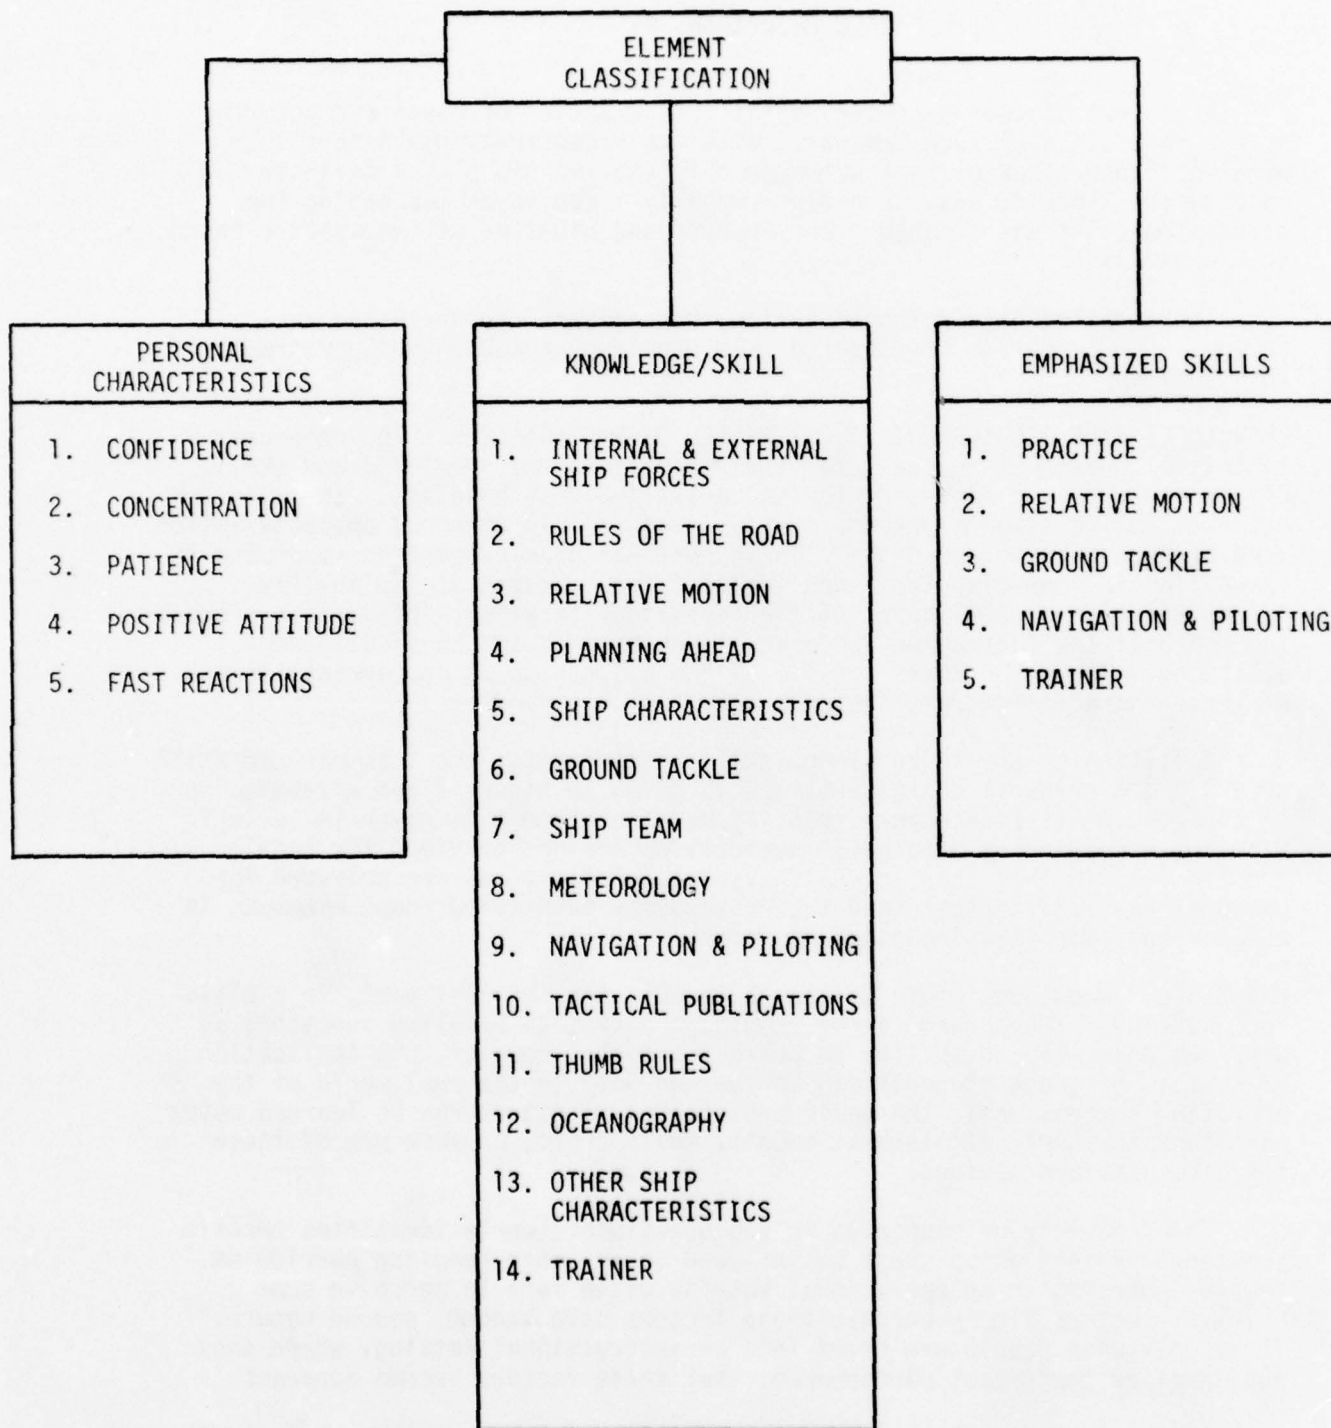 ELEMENT
CLASSIFICATION
PERSONAL
CHARACTERISTICS
1. CONFIDENCE
2. CONCENTRATION
3. PATIENCE
4. POSITIVE ATTITUDE
5. FAST REACTIONS
KNOWLEDGE/SKILL
1. INTERNAL & EXTERNAL
SHIP FORCES
2. RULES OF THE ROAD
3. RELATIVE MOTION
4. PLANNING AHEAD
5. SHIP CHARACTERISTICS
6. GROUND TACKLE
7. SHIP TEAM
8. METEOROLOGY
9. NAVIGATION & PILOTING
10. TACTICAL PUBLICATIONS
11. THUMB RULES
12. OCEANOGRAPHY
13. OTHER SHIP
CHARACTERISTICS
14. TRAINER
EMPHASIZED SKILLS
1. PRACTICE
2. RELATIVE MOTION
3. GROUND TACKLE
4. NAVIGATION & PILOTING
5. TRAINER